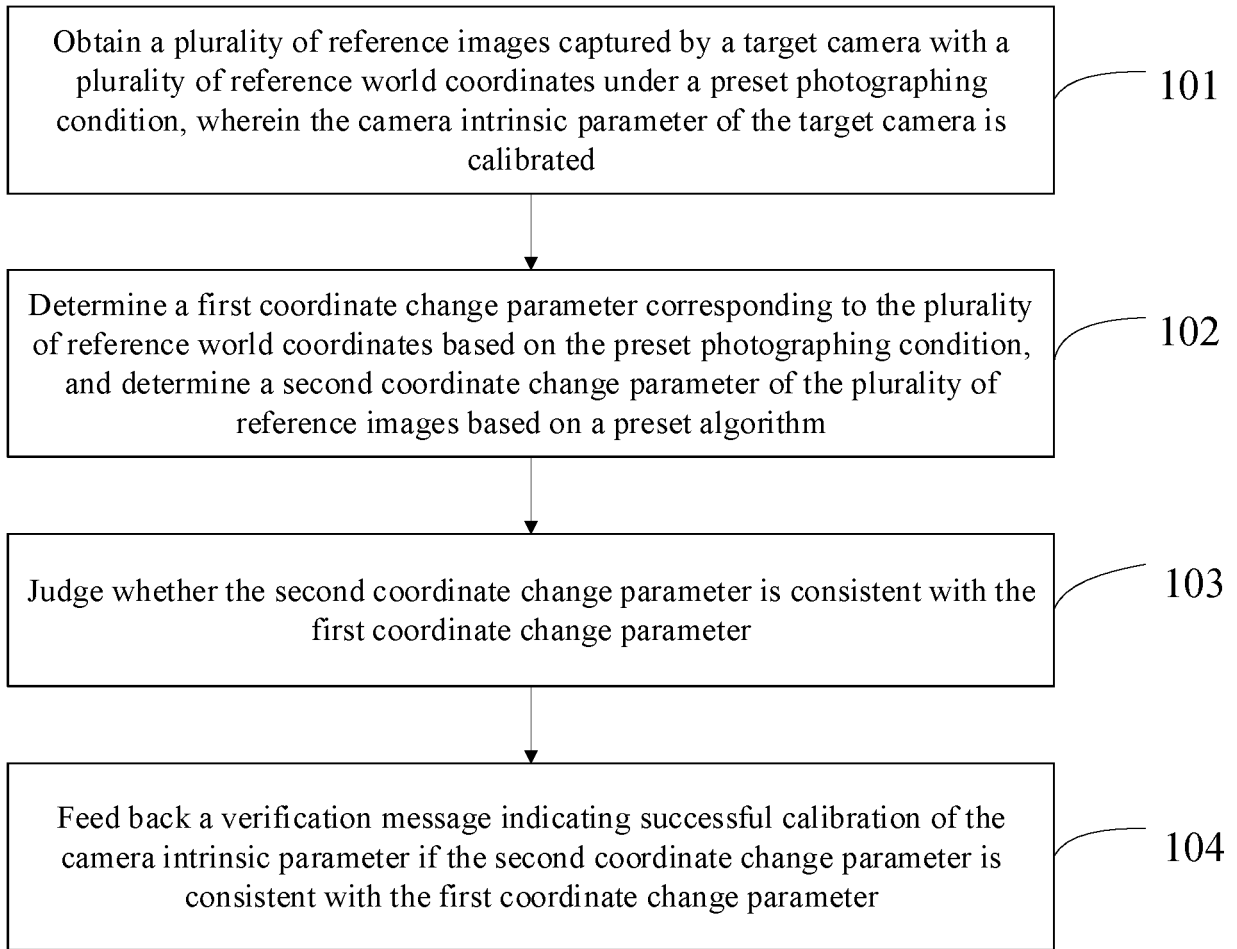 Obtain a plurality of reference images captured by a target camera with a
plurality of reference world coordinates under a preset photographing
condition, wherein the camera intrinsic parameter of the target camera is
calibrated
101
Determine a first coordinate change parameter corresponding to the plurality
of reference world coordinates based on the preset photographing condition,
and determine a second coordinate change parameter of the plurality of
reference images based on a preset algorithm
102
Judge whether the second coordinate change parameter is consistent with the
first coordinate change parameter
103
Feed back a verification message indicating successful calibration of the
camera intrinsic parameter if the second coordinate change parameter is
consistent with the first coordinate change parameter
104